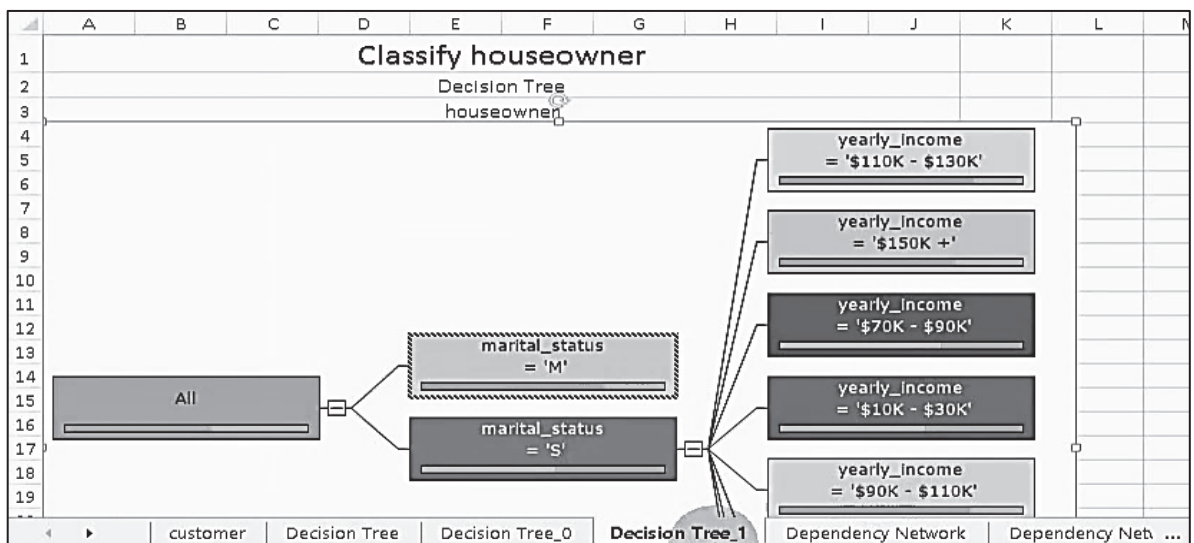 A B C D E F G H I J K L M
1 Classify houseowner
2 Decision Tree
3 houseowner
4
5
6
7
8
9
10
11
12
13
14
15
16
17
18
19
All
marital_status
= 'M'
marital_status
= 'S'
yearly_income
= '$110K - $130K'
yearly_income
= '$150K +'
yearly_income
= '$70K - $90K'
yearly_income
= '$10K - $30K'
yearly_income
= '$90K - $110K'
customer Decision Tree Decision Tree_0 Decision Tree_1 Dependency Network Dependency Netv ...